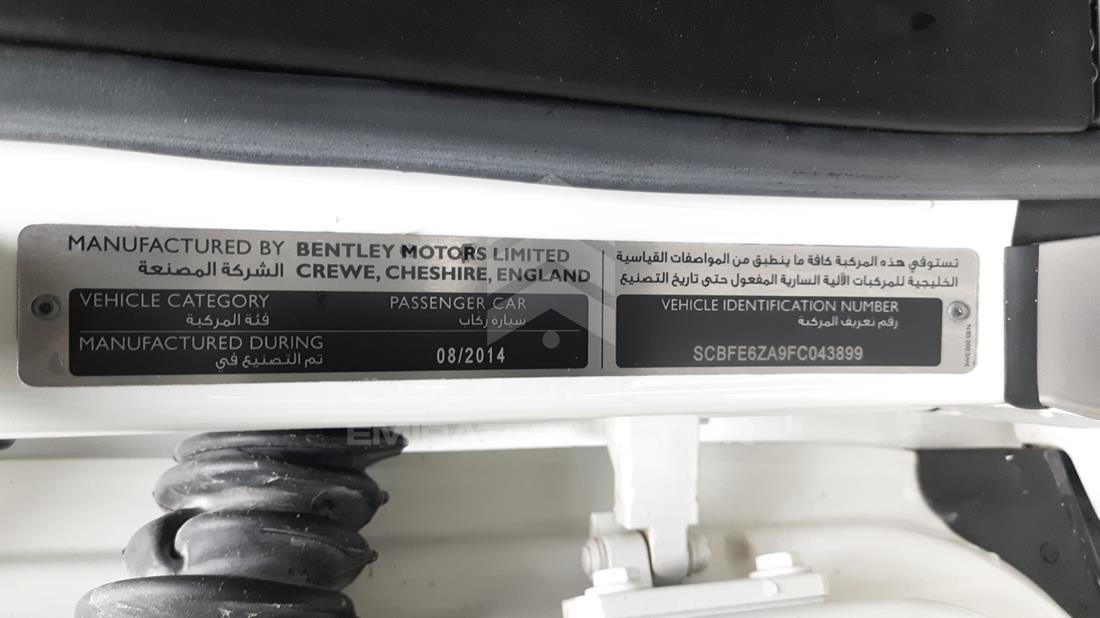 MANUFACTURED BY BENTLEY MOTORS LIMITED
الشركة المصنعة CREWE, CHESHIRE, ENGLAND
VEHICLE CATEGORY PASSENGER CAR
فئة المركبة سيارة ركاب
MANUFACTURED DURING
تم التصنيع في 08/2014
تستوفي هذه المركبة كافة ما ينطبق من المواصفات القياسية
الخليجية للمركبات الآلية السارية المفعول حتى تاريخ التصنيع
VEHICLE IDENTIFICATION NUMBER
رقم تعريف المركبة
SCBFE6ZA9FC043899